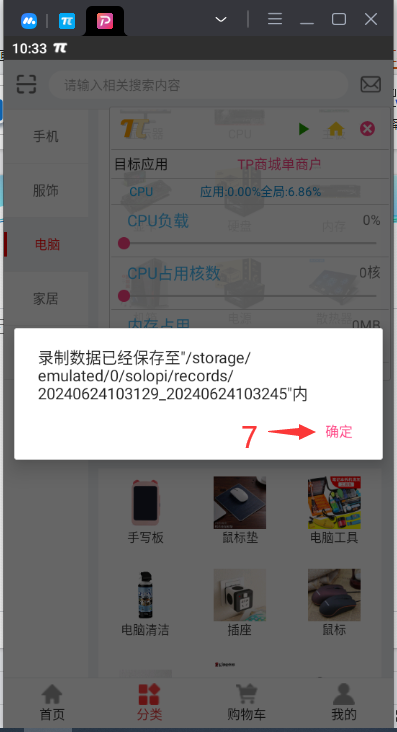 10:33
请输入相关搜索内容
手机
CPU
服饰
目标应用 TP商城单商户
CPU 应用:0.00%全局:6.86%
CPU负载 0%
电脑
CPU占用核数 0核
家居
内存占用 0MB
录制数据已经保存至"/storage/
emulated/0/solopi/records/
20240624103129_20240624103245"内
7 确定
手写板 鼠标垫 电脑工具
电脑清洁 插座 鼠标
首页 分类 购物车 我的